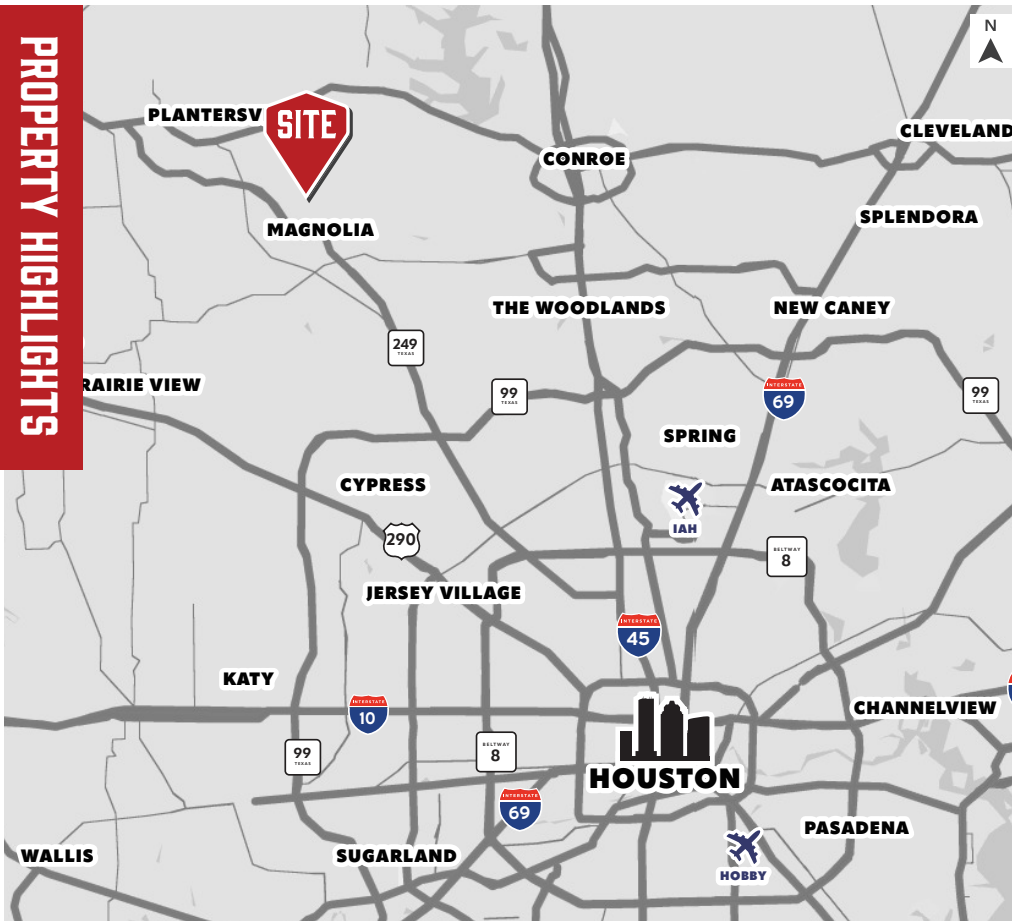 PROPERTY HIGHLIGHTS
N
PLANTERSV
SITE
CONROE
CLEVELAND
SPLENDORA
MAGNOLIA
THE WOODLANDS
NEW CANEY
249
TEXAS
RAIRIE VIEW
99
TEXAS
INTERSTATE
69
99
TEXAS
SPRING
CYPRESS
ATASCOCITA
IAH
290
BELTWAY
8
JERSEY VILLAGE
INTERSTATE
45
KATY
INTERSTATE
10
CHANNELVIEW
99
TEXAS
BELTWAY
8
HOUSTON
INTERSTATE
69
PASADENA
WALLIS
SUGARLAND
HOBBY